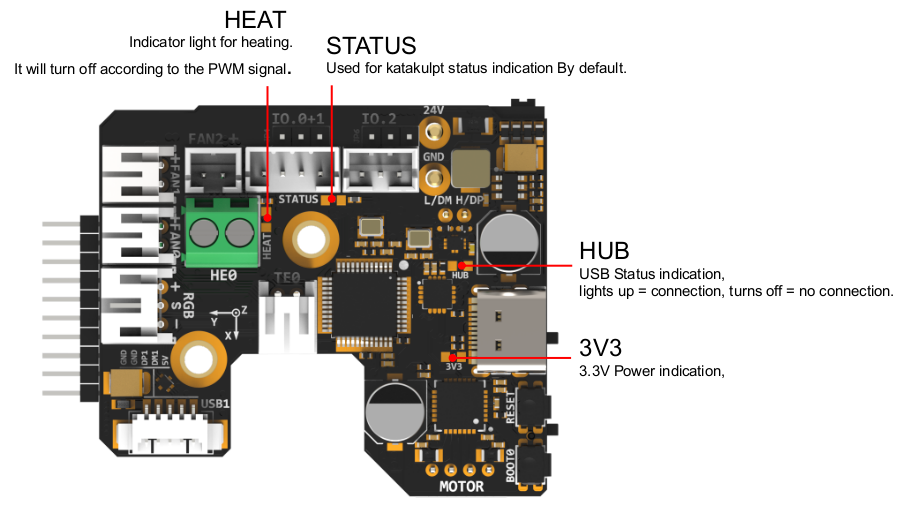 HEAT
Indicator light for heating.
It will turn off according to the PWM signal.
STATUS
Used for katakulpt status indication By default.
24V
IO.0+1
IO.2
FAN2 +
GND
+ FAN1
STATUS
L/DM H/DP
FAN0
HEAT
HUB
HUB
USB Status indication,
lights up = connection, turns off = no connection.
HE0
TE0
+ S −
RGB
Z
Y
X
3V3
3.3V Power indication,
3V3
GND
GND
DP1
DM1
5V
USB1
RESET
BOOT0
MOTOR